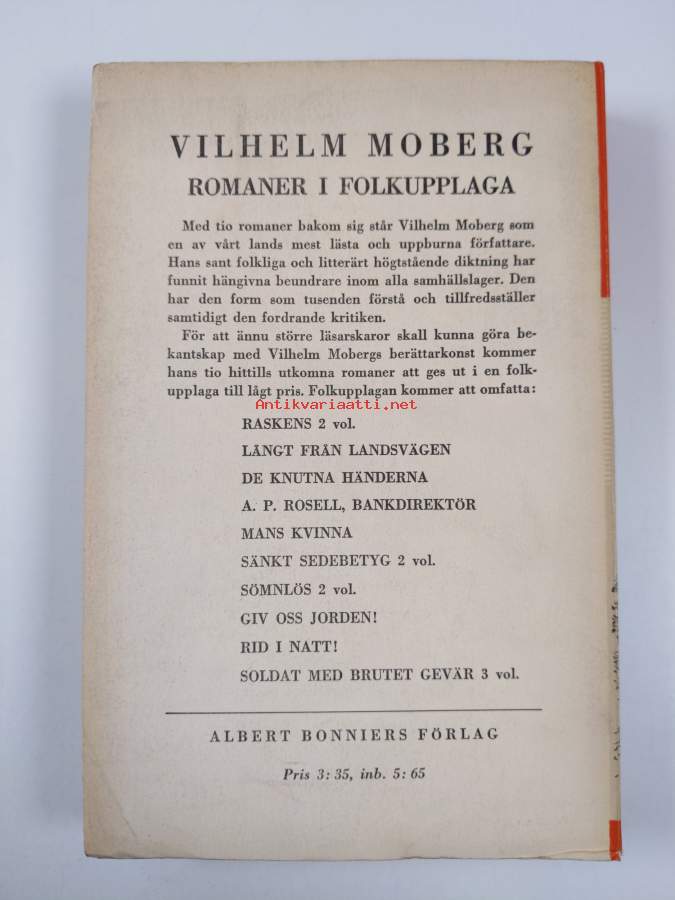 VILHELM MOBERG
ROMANER I FOLKUPPLAGA
Med tio romaner bakom sig står Vilhelm Moberg som
en av vårt lands mest lästa och uppburna författare.
Hans sant folkliga och litterärt högtstående diktning har
funnit hängivna beundrare inom alla samhällslager. Den
har den form som tusenden förstå och tillfredsställer
samtidigt den fordrande kritiken.
För att ännu större läsarskaror skall kunna göra be-
kantskap med Vilhelm Mobergs berättarkonst kommer
hans tio hittills utkomna romaner att ges ut i en folk-
upplaga till lågt pris. Folkupplagan kommer att omfatta:
Antikvariaatti.net
RASKENS 2 vol.
LÅNGT FRÅN LANDSVÄGEN
DE KNUTNA HÄNDERNA
A. P. ROSELL, BANKDIREKTÖR
MANS KVINNA
SÄNKT SEDEBETYG 2 vol.
SÖMNLÖS 2 vol.
GIV OSS JORDEN!
RID I NATT!
SOLDAT MED BRUTET GEVÄR 3 vol.
ALBERT BONNIERS FÖRLAG
Pris 3: 35, inb. 5: 65